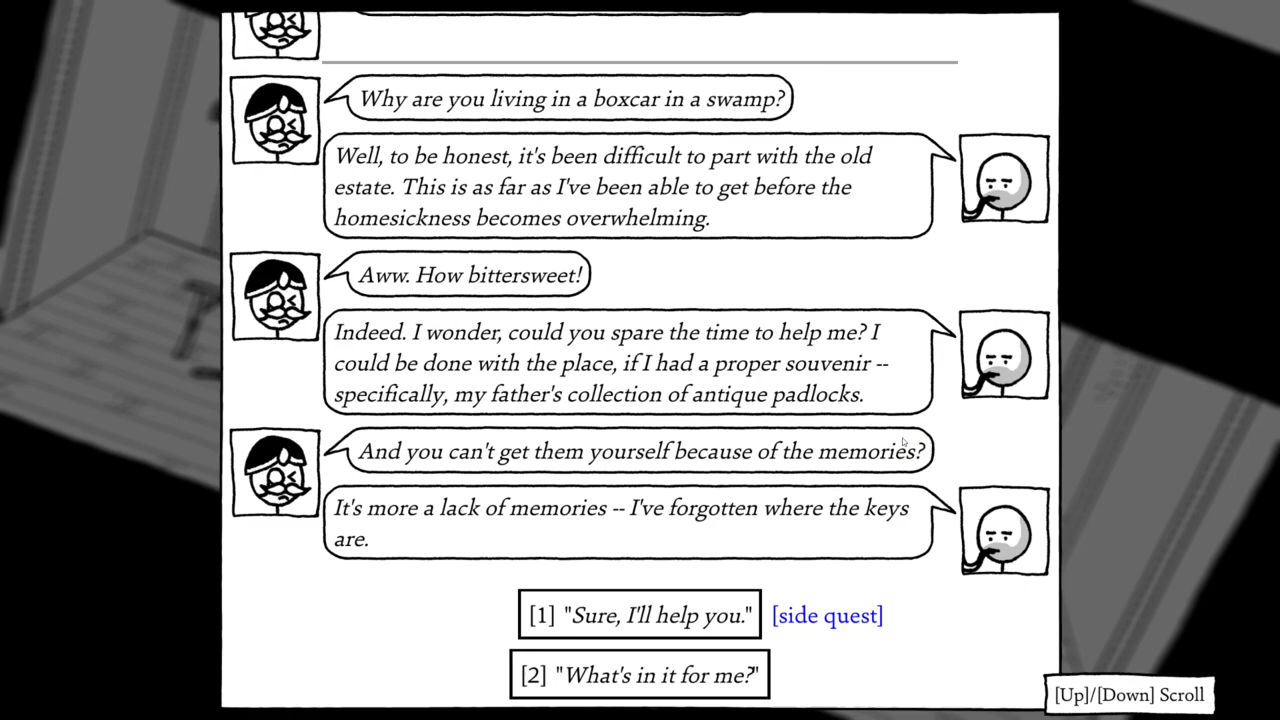 Why are you living in a boxcar in a swamp?
Well, to be honest, it's been difficult to part with the old
estate. This is as far as I've been able to get before the
homesickness becomes overwhelming.
Aww. How bittersweet!
Indeed. I wonder, could you spare the time to help me? I
could be done with the place, if I had a proper souvenir --
specifically, my father's collection of antique padlocks.
And you can't get them yourself because of the memories?
It's more a lack of memories -- I've forgotten where the keys
are.
[1] "Sure, I'll help you." [side quest]
[2] "What's in it for me?"
[Up]/[Down] Scroll